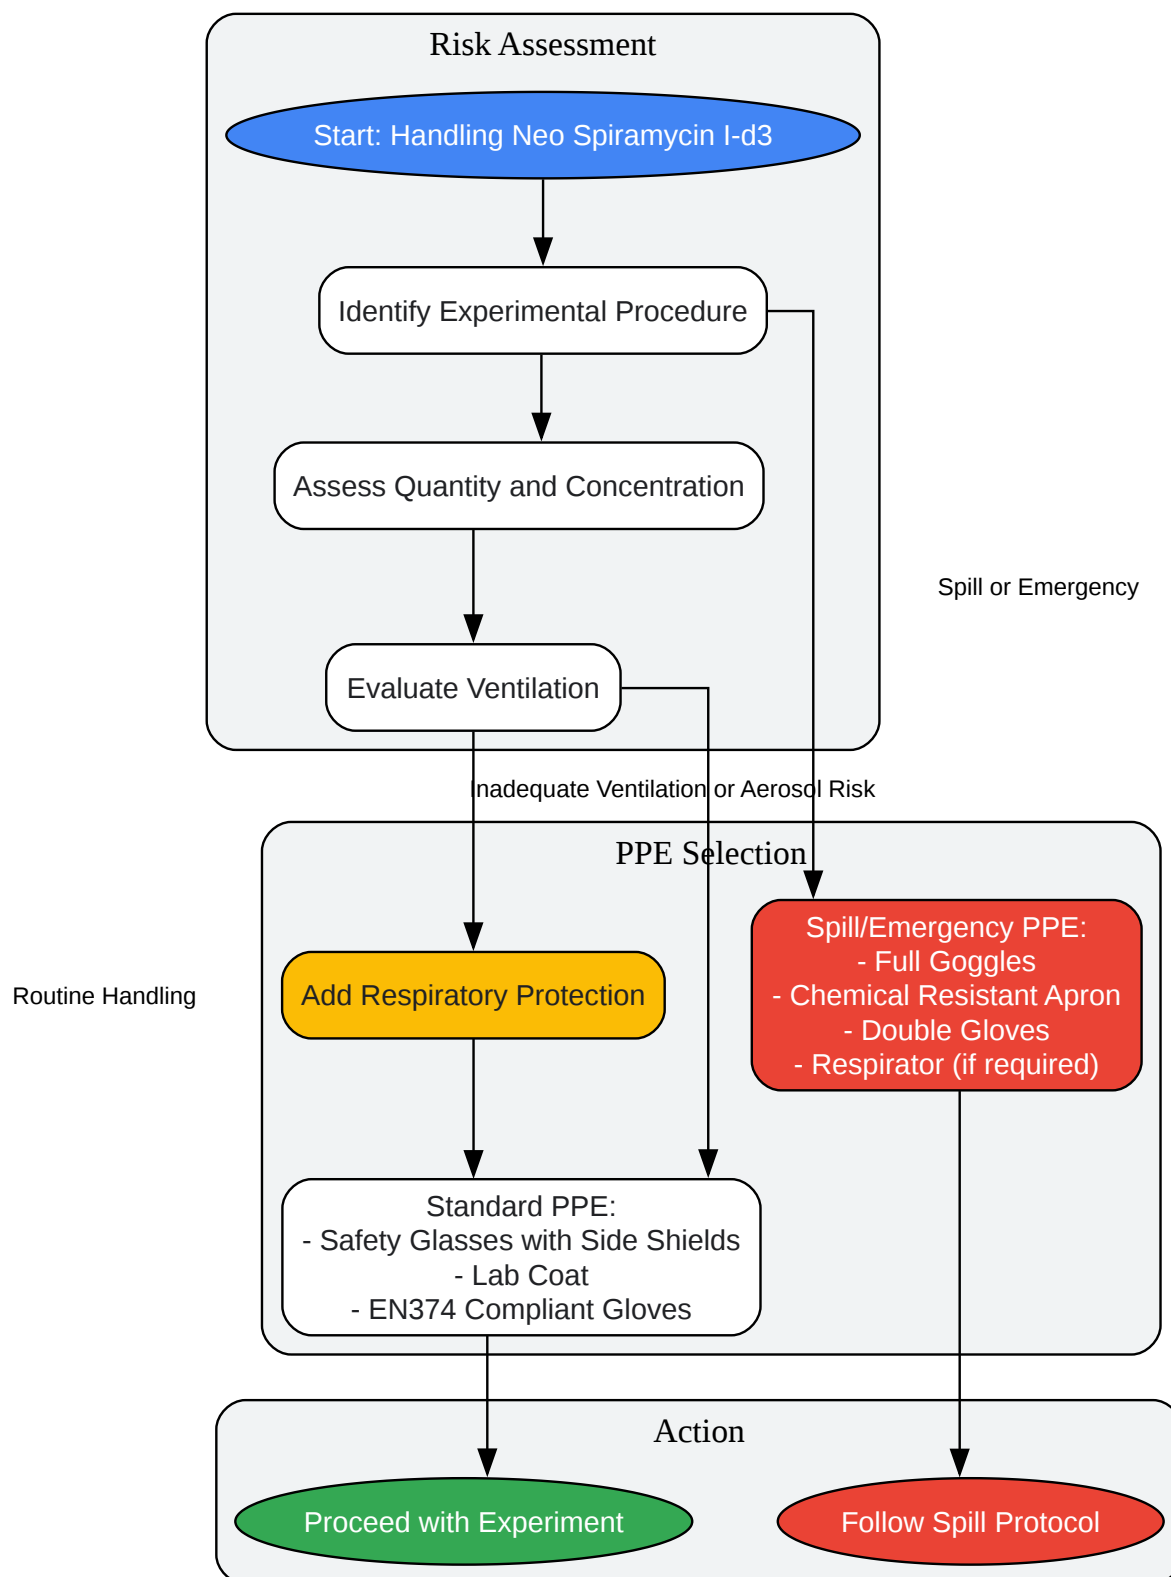 Risk Assessment
Start: Handling Neo Spiramycin I-d3
Identify Experimental Procedure
Assess Quantity and Concentration
Spill or Emergency
Evaluate Ventilation
Inadequate Ventilation or Aerosol Risk
PPE Selection
Spill/Emergency PPE:
- Full Goggles
- Chemical Resistant Apron
- Double Gloves
- Respirator (if required)
Routine Handling
Add Respiratory Protection
Standard PPE:
- Safety Glasses with Side Shields
- Lab Coat
- EN374 Compliant Gloves
Action
Proceed with Experiment
Follow Spill Protocol